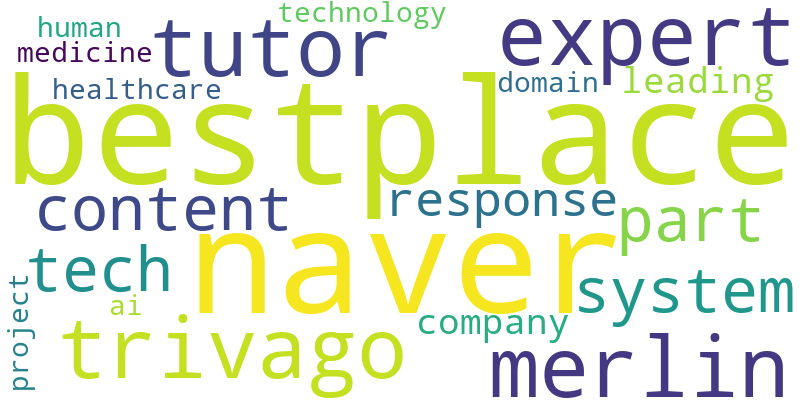 technology
human
tutor
expert
medicine
healthcare
domain
leading
bestplace
content
response
part
naver
tech
system
project
ai
company
trivago
merlin